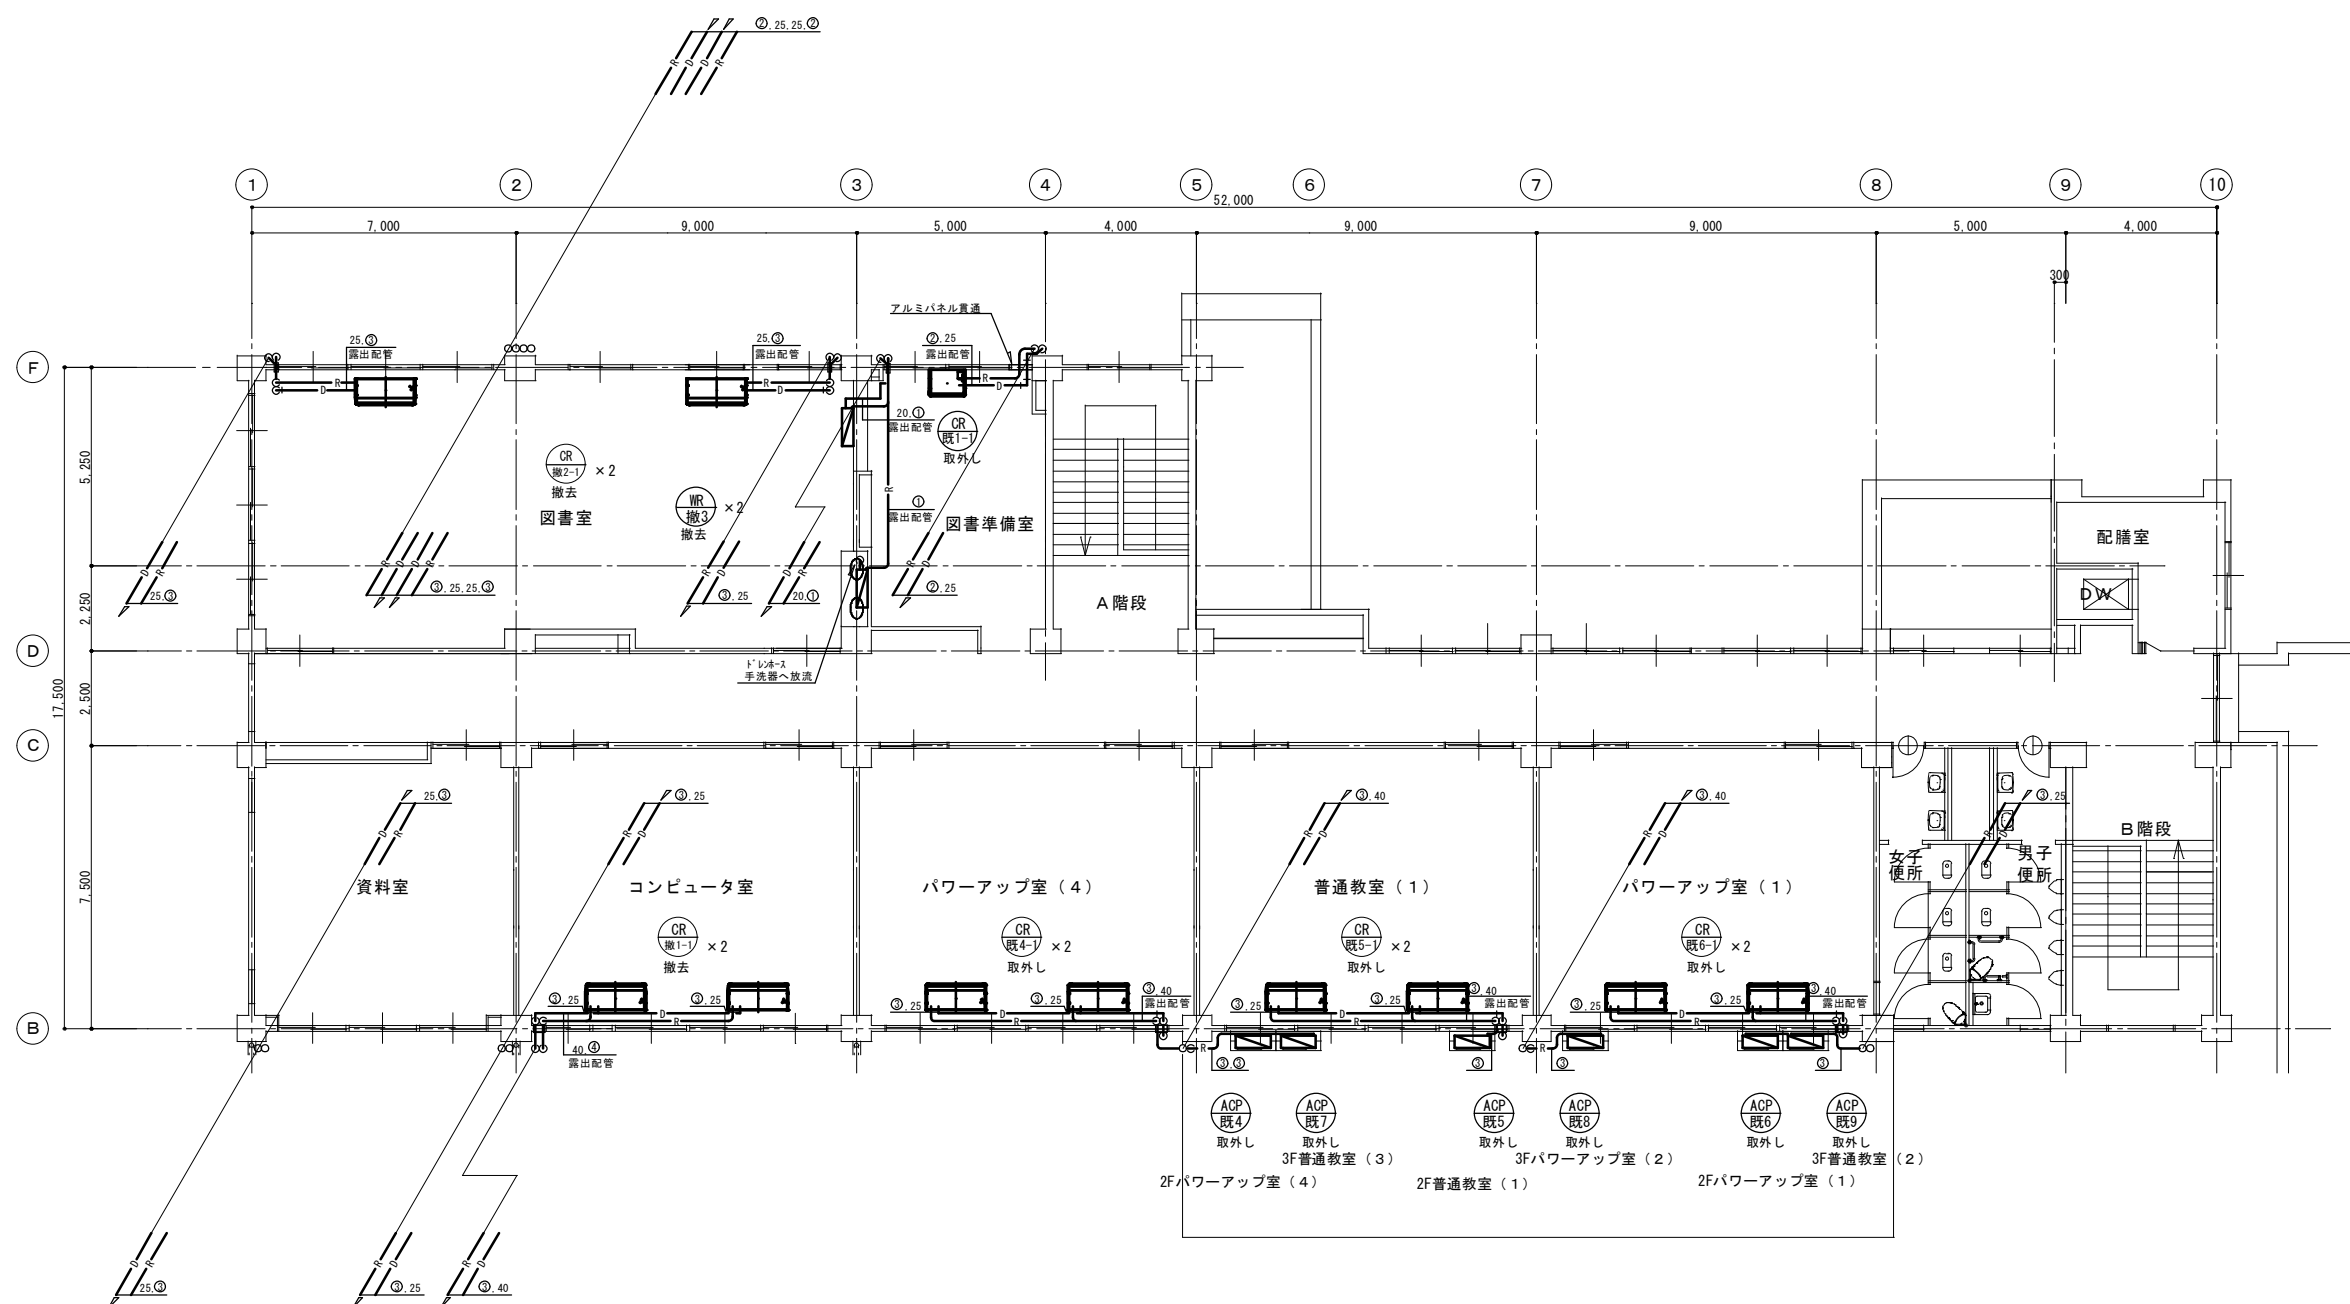 ②.25.25.②
R D D R
1 2 3 4 5 6 7 8 9 10
52,000
7,000 9,000 5,000 4,000 9,000 9,000 5,000 4,000
300
アルミパネル貫通
25.③
露出配管
25.③
露出配管
②.25
露出配管
F
R
D
R
D
R
D
20.①
露出配管
CR
既1-1
取外し
CR
撤2-1
×2
撤去
図書室
WR
撤3
×2
撤去
R
①
露出配管
図書準備室
配膳室
DW
A階段
5,250
2,250
2,500
7,500
17,500
D R
25.③
R D D R
③.25.25.③
R D
③.25
D R
20.①
R D
②.25
D
ドレンホース
手洗器へ放流
C
25.③
D R
③.25
R D
③.40
R D
③.40
R D
③.25
R D
B階段
女子
便所
男子
便所
資料室
コンピュータ室
パワーアップ室（4）
普通教室（1）
パワーアップ室（1）
CR
撤1-1
×2
撤去
CR
既4-1
×2
取外し
CR
既5-1
×2
取外し
CR
既6-1
×2
取外し
③.25
③.25
③.25
③.25
③.40
露出配管
③.25
③.25
③.40
露出配管
③.25
③.25
③.40
露出配管
B
D
R
D
R
D
R
D
R
40.④
露出配管
R
③.③
③
R
③
③
ACP
既4
取外し
ACP
既7
取外し
ACP
既5
取外し
ACP
既8
取外し
ACP
既6
取外し
ACP
既9
取外し
3F普通教室（3）
3Fパワーアップ室（2）
3F普通教室（2）
2Fパワーアップ室（4）
2F普通教室（1）
2Fパワーアップ室（1）
D R
25.③
R D
③.25
R D
③.40